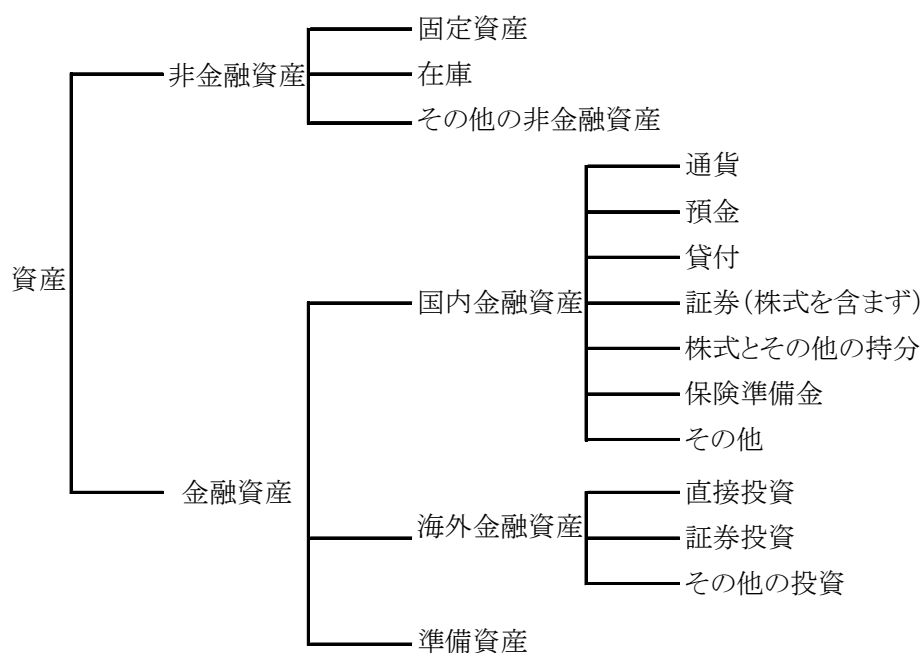 資産
非金融資産
固定資産
在庫
その他の非金融資産
金融資産
国内金融資産
通貨
預金
貸付
証券（株式を含まず）
株式とその他の持分
保険準備金
その他
海外金融資産
直接投資
証券投資
その他の投資
準備資産